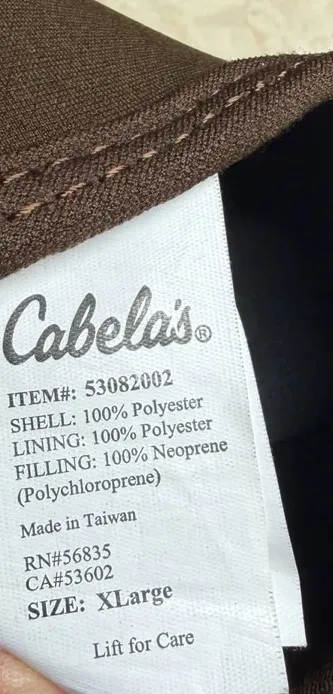 Cabela's®
ITEM#: 53082002
SHELL: 100% Polyester
LINING: 100% Polyester
FILLING: 100% Neoprene
(Polychloroprene)
Made in Taiwan
RN#56835
CA#53602
SIZE: XLarge
Lift for Care